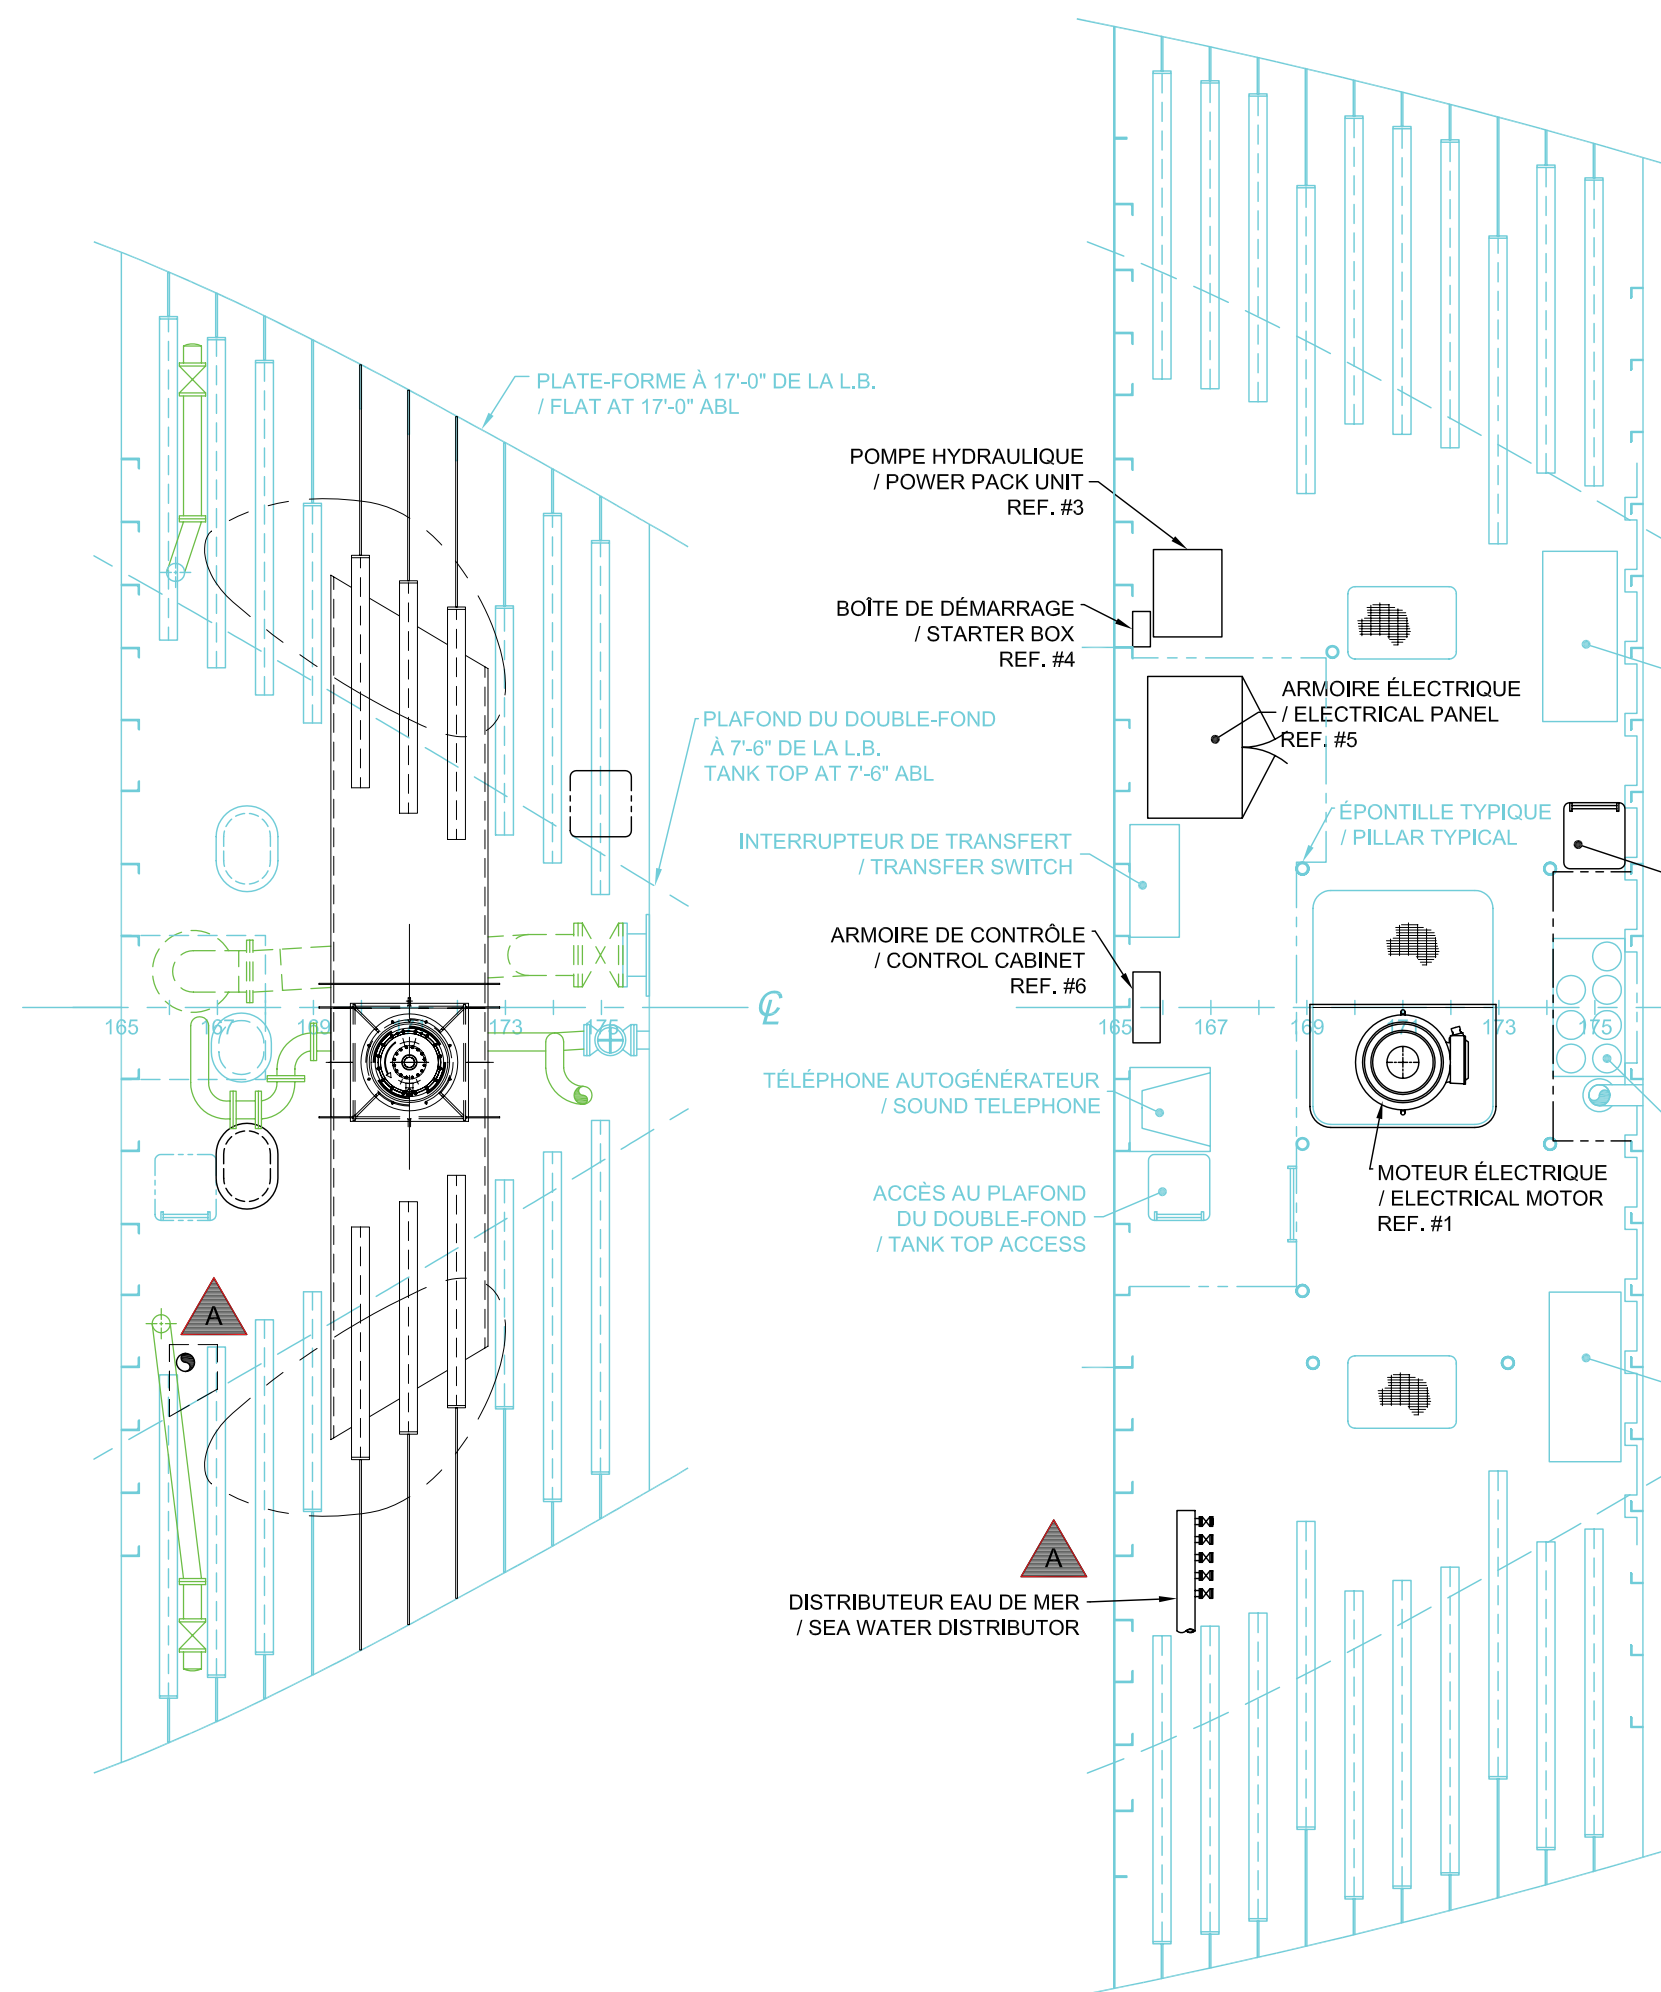 PLATE-FORME À 17'-0" DE LA L.B.
/ FLAT AT 17'-0" ABL
PLAFOND DU DOUBLE-FOND
À 7'-6" DE LA L.B.
TANK TOP AT 7'-6" ABL
165
167
169
173
175
A
POMPE HYDRAULIQUE
/ POWER PACK UNIT
REF. #3
BOÎTE DE DÉMARRAGE
/ STARTER BOX
REF. #4
ARMOIRE ÉLECTRIQUE
/ ELECTRICAL PANEL
REF. #5
INTERRUPTEUR DE TRANSFERT
/ TRANSFER SWITCH
ÉPONTILLE TYPIQUE
/ PILLAR TYPICAL
ARMOIRE DE CONTRÔLE
/ CONTROL CABINET
REF. #6
165
167
169
171
173
175
TÉLÉPHONE AUTOGÉNÉRATEUR
/ SOUND TELEPHONE
MOTEUR ÉLECTRIQUE
/ ELECTRICAL MOTOR
REF. #1
ACCÈS AU PLAFOND
DU DOUBLE-FOND
/ TANK TOP ACCESS
A
DISTRIBUTEUR EAU DE MER
/ SEA WATER DISTRIBUTOR